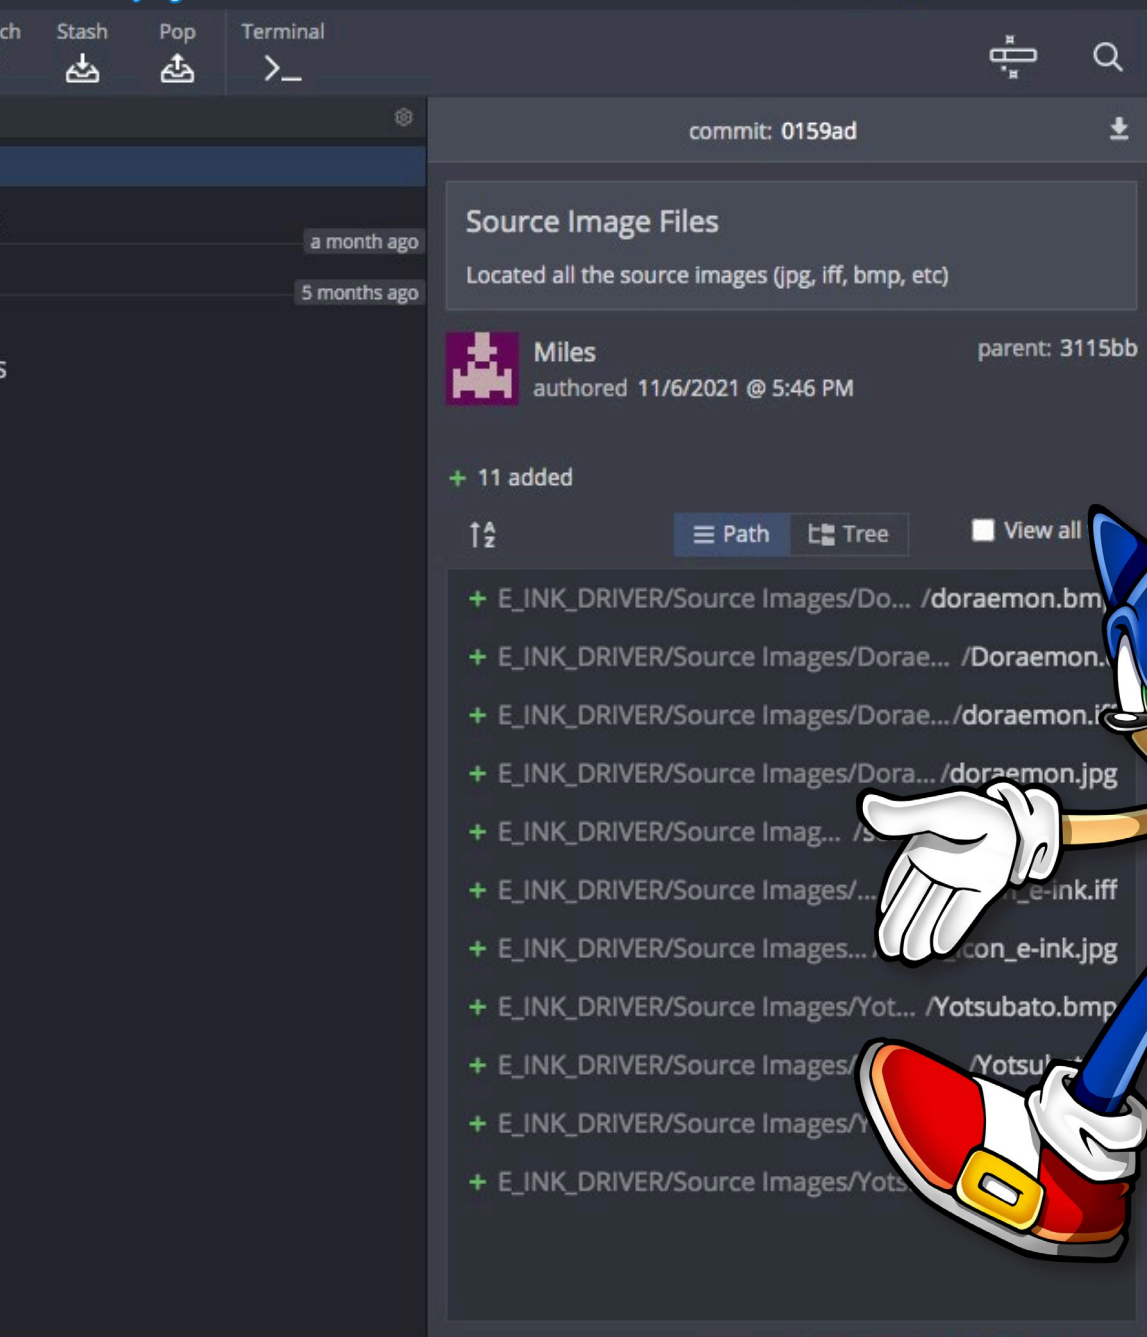 Stash Pop Terminal
commit: 0159ad
Source Image Files
a month ago
Located all the source images (jpg, iff, bmp, etc)
5 months ago
Miles
parent: 3115bb
authored 11/6/2021 @ 5:46 PM
+ 11 added
Path Tree View all
+ E_INK_DRIVER/Source Images/Do... /doraemon.bm
+ E_INK_DRIVER/Source Images/Dorae... /Doraemon.
+ E_INK_DRIVER/Source Images/Dorae.../doraemon.iff
+ E_INK_DRIVER/Source Images/Dora... /doraemon.jpg
+ E_INK_DRIVER/Source Imag... /s
+ E_INK_DRIVER/Source Images/... _e-ink.iff
+ E_INK_DRIVER/Source Images... con_e-ink.jpg
+ E_INK_DRIVER/Source Images/Yot... /Yotsubato.bmp
+ E_INK_DRIVER/Source Images/
+ E_INK_DRIVER/Source Images/Y
+ E_INK_DRIVER/Source Images/Yots